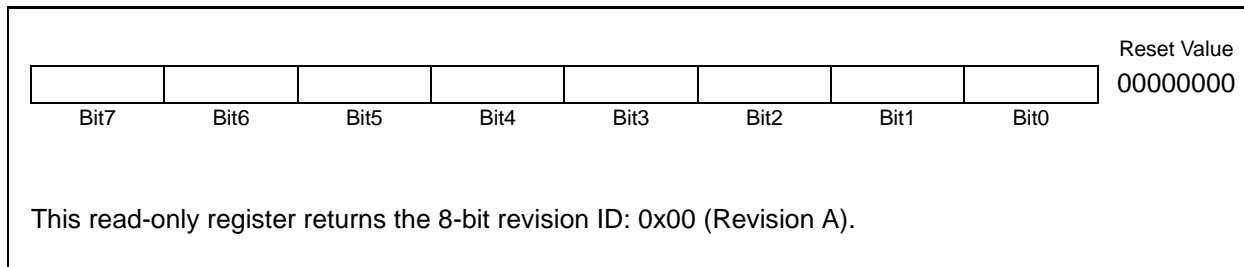 Reset Value
00000000
Bit7 Bit6 Bit5 Bit4 Bit3 Bit2 Bit1 Bit0
This read-only register returns the 8-bit revision ID: 0x00 (Revision A).